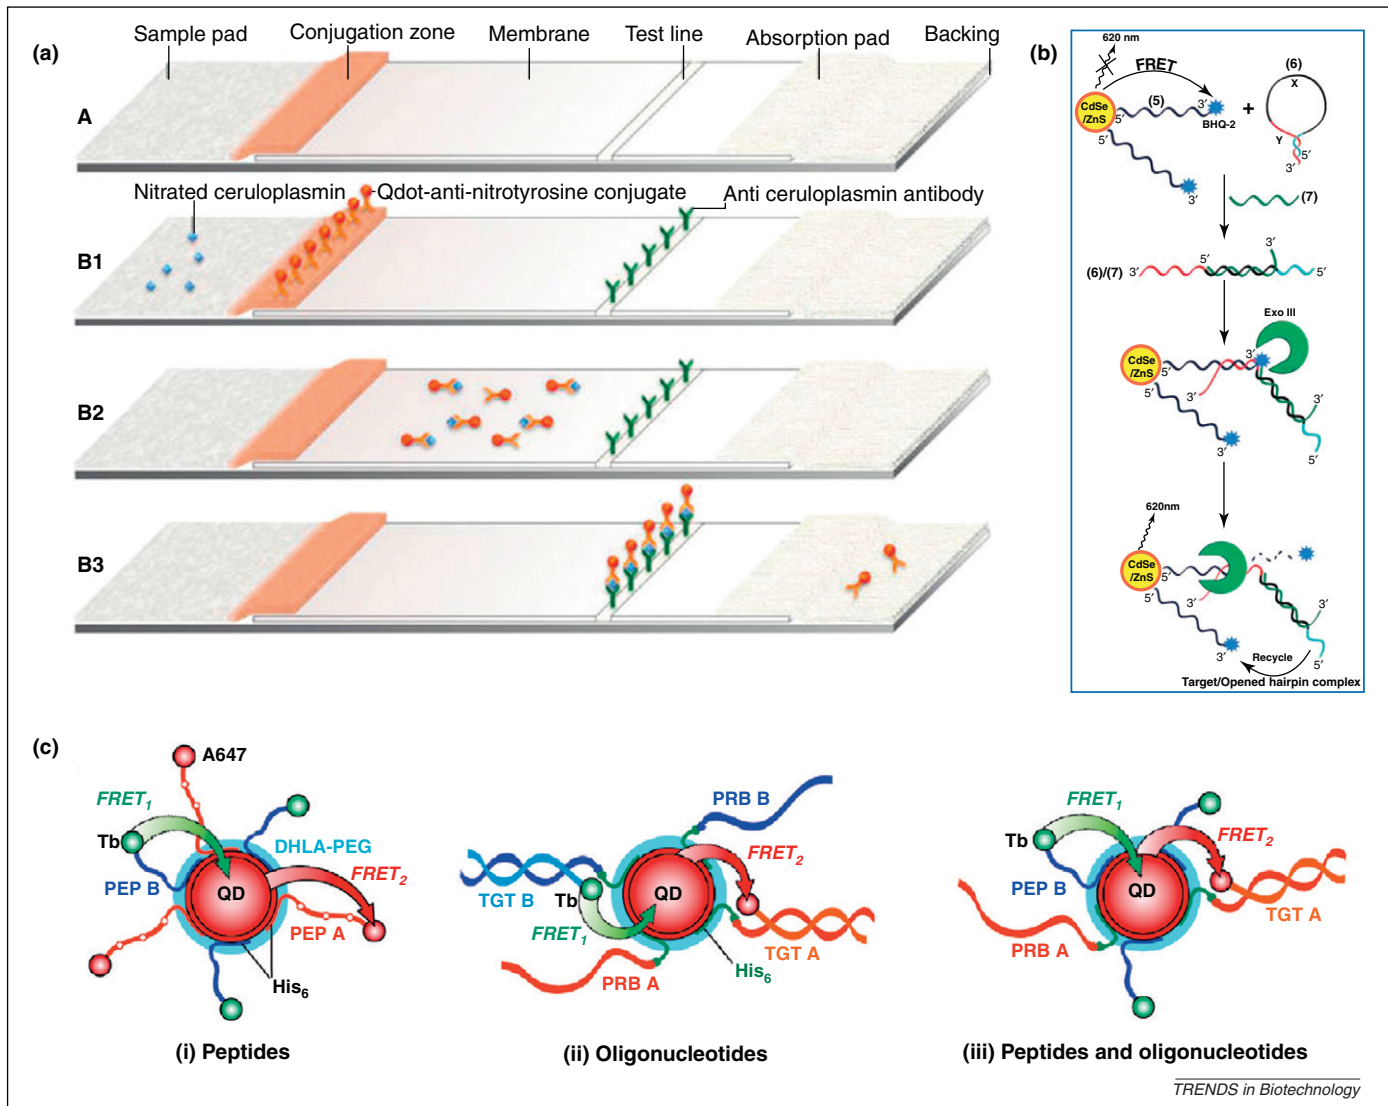 (a)
Sample pad
Conjugation zone
Membrane
Test line
Absorption pad
Backing
A
Nitrated ceruloplasmin
Qdot-anti-nitrotyrosine conjugate
Anti ceruloplasmin antibody
B1
B2
B3
(b)
620 nm
FRET
(6)
X
CdSe
/ZnS
5′
(5)
3′
BHQ-2
+
Y
5′
3′
5′
3′
(7)
(6)/(7)
3′
5′
3′
5′
Exo III
CdSe
/ZnS
5′
3′
5′
3′
3′
3′
5′
620nm
CdSe
/ZnS
5′
5′
3′
3′
3′
5′
Recycle
Target/Opened hairpin complex
(c)
A647
FRET1
Tb
DHLA-PEG
PEP B
QD
FRET2
PEP A
His6
(i) Peptides
PRB B
FRET2
TGT B
Tb
QD
FRET1
TGT A
PRB A
His6
(ii) Oligonucleotides
FRET1
Tb
FRET2
PEP B
QD
TGT A
PRB A
(iii) Peptides and oligonucleotides
TRENDS in Biotechnology